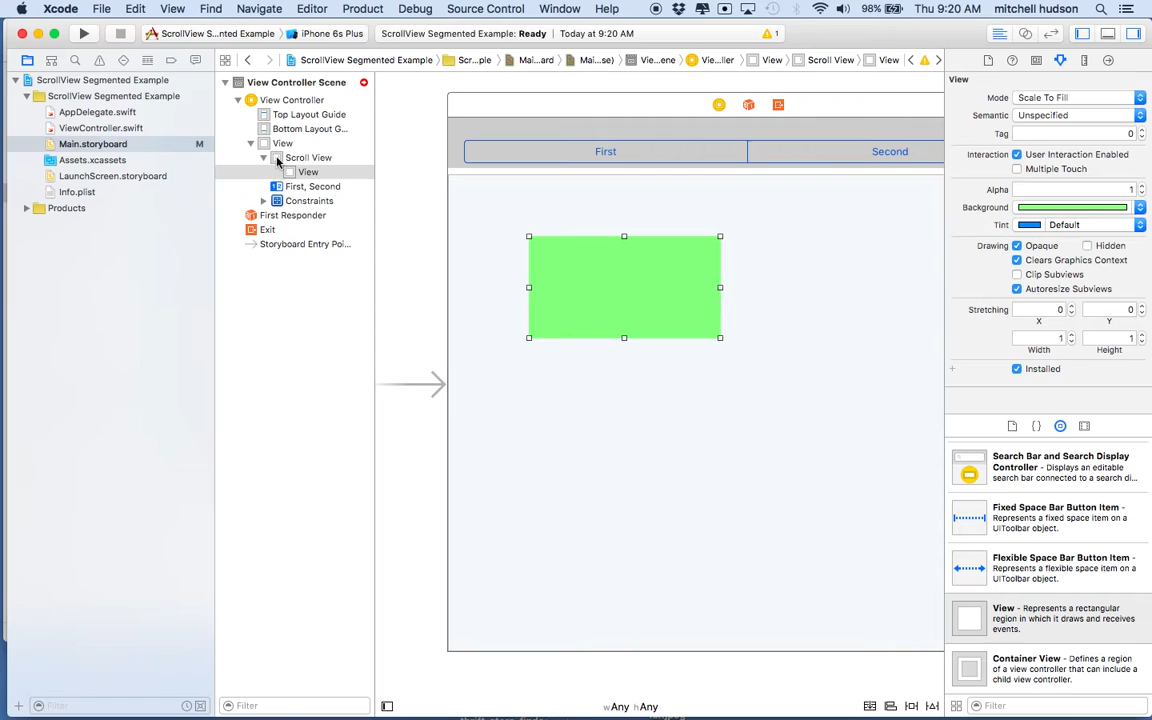 Xcode File Edit View Find Navigate Editor Product Debug Source Control Window Help 98% Thu 9:20 AM mitchell hudson
ScrollView S...nted Example iPhone 6s Plus ScrollView Segmented Example: Ready Today at 9:20 AM 1
ScrollView Segmented Example Scr...ple Mai...ard Mai...se) Vie...ene Vie...ller View Scroll View View
ScrollView Segmented Example
ScrollView Segmented Example
AppDelegate.swift
ViewController.swift
Main.storyboard M
Assets.xcassets
LaunchScreen.storyboard
Info.plist
Products
View Controller Scene
View Controller
Top Layout Guide
Bottom Layout G...
View
Scroll View
View
First, Second
Constraints
First Responder
Exit
Storyboard Entry Poi...
First Second
View
Mode Scale To Fill
Semantic Unspecified
Tag 0
Interaction User Interaction Enabled
Multiple Touch
Alpha 1
Background
Tint Default
Drawing Opaque Hidden
Clears Graphics Context
Clip Subviews
Autoresize Subviews
Stretching 0 0
X Y
1 1
Width Height
Installed
Search Bar and Search Display
Controller - Displays an editable
search bar connected to a search di...
Fixed Space Bar Button Item -
Represents a fixed space item on a
UIToolbar object.
Flexible Space Bar Button Item -
Represents a flexible space item on a
UIToolbar object.
View - Represents a rectangular
region in which it draws and receives
events.
Container View - Defines a region
of a view controller that can include a
child view controller.
Filter Filter wAny hAny Filter